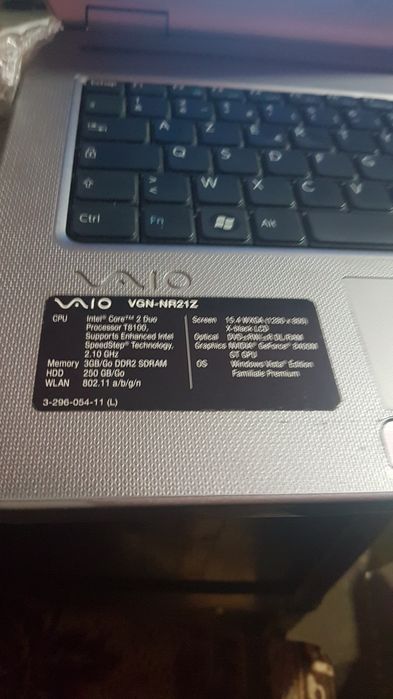 1
2
A
Z
E
Q
S
D
F
G
>
<
W
X
C
V
Ctrl
Fn
Alt
VAIO
VAIO VGN-NR21Z
CPU Intel® Core™ 2 Duo
Processor T8100,
Supports Enhanced Intel
SpeedStep® Technology,
2.10 GHz
Memory 3GB/Go DDR2 SDRAM
HDD 250 GB/Go
WLAN 802.11 a/b/g/n
Screen 15.4 WXGA (1280 x 800)
X-black LCD
Optical DVD±RW/±R DL/RAM
Graphics NVIDIA® GeForce® 8400M
GT GPU
OS Windows Vista® Edition
Familiale Premium
3-296-054-11 (L)